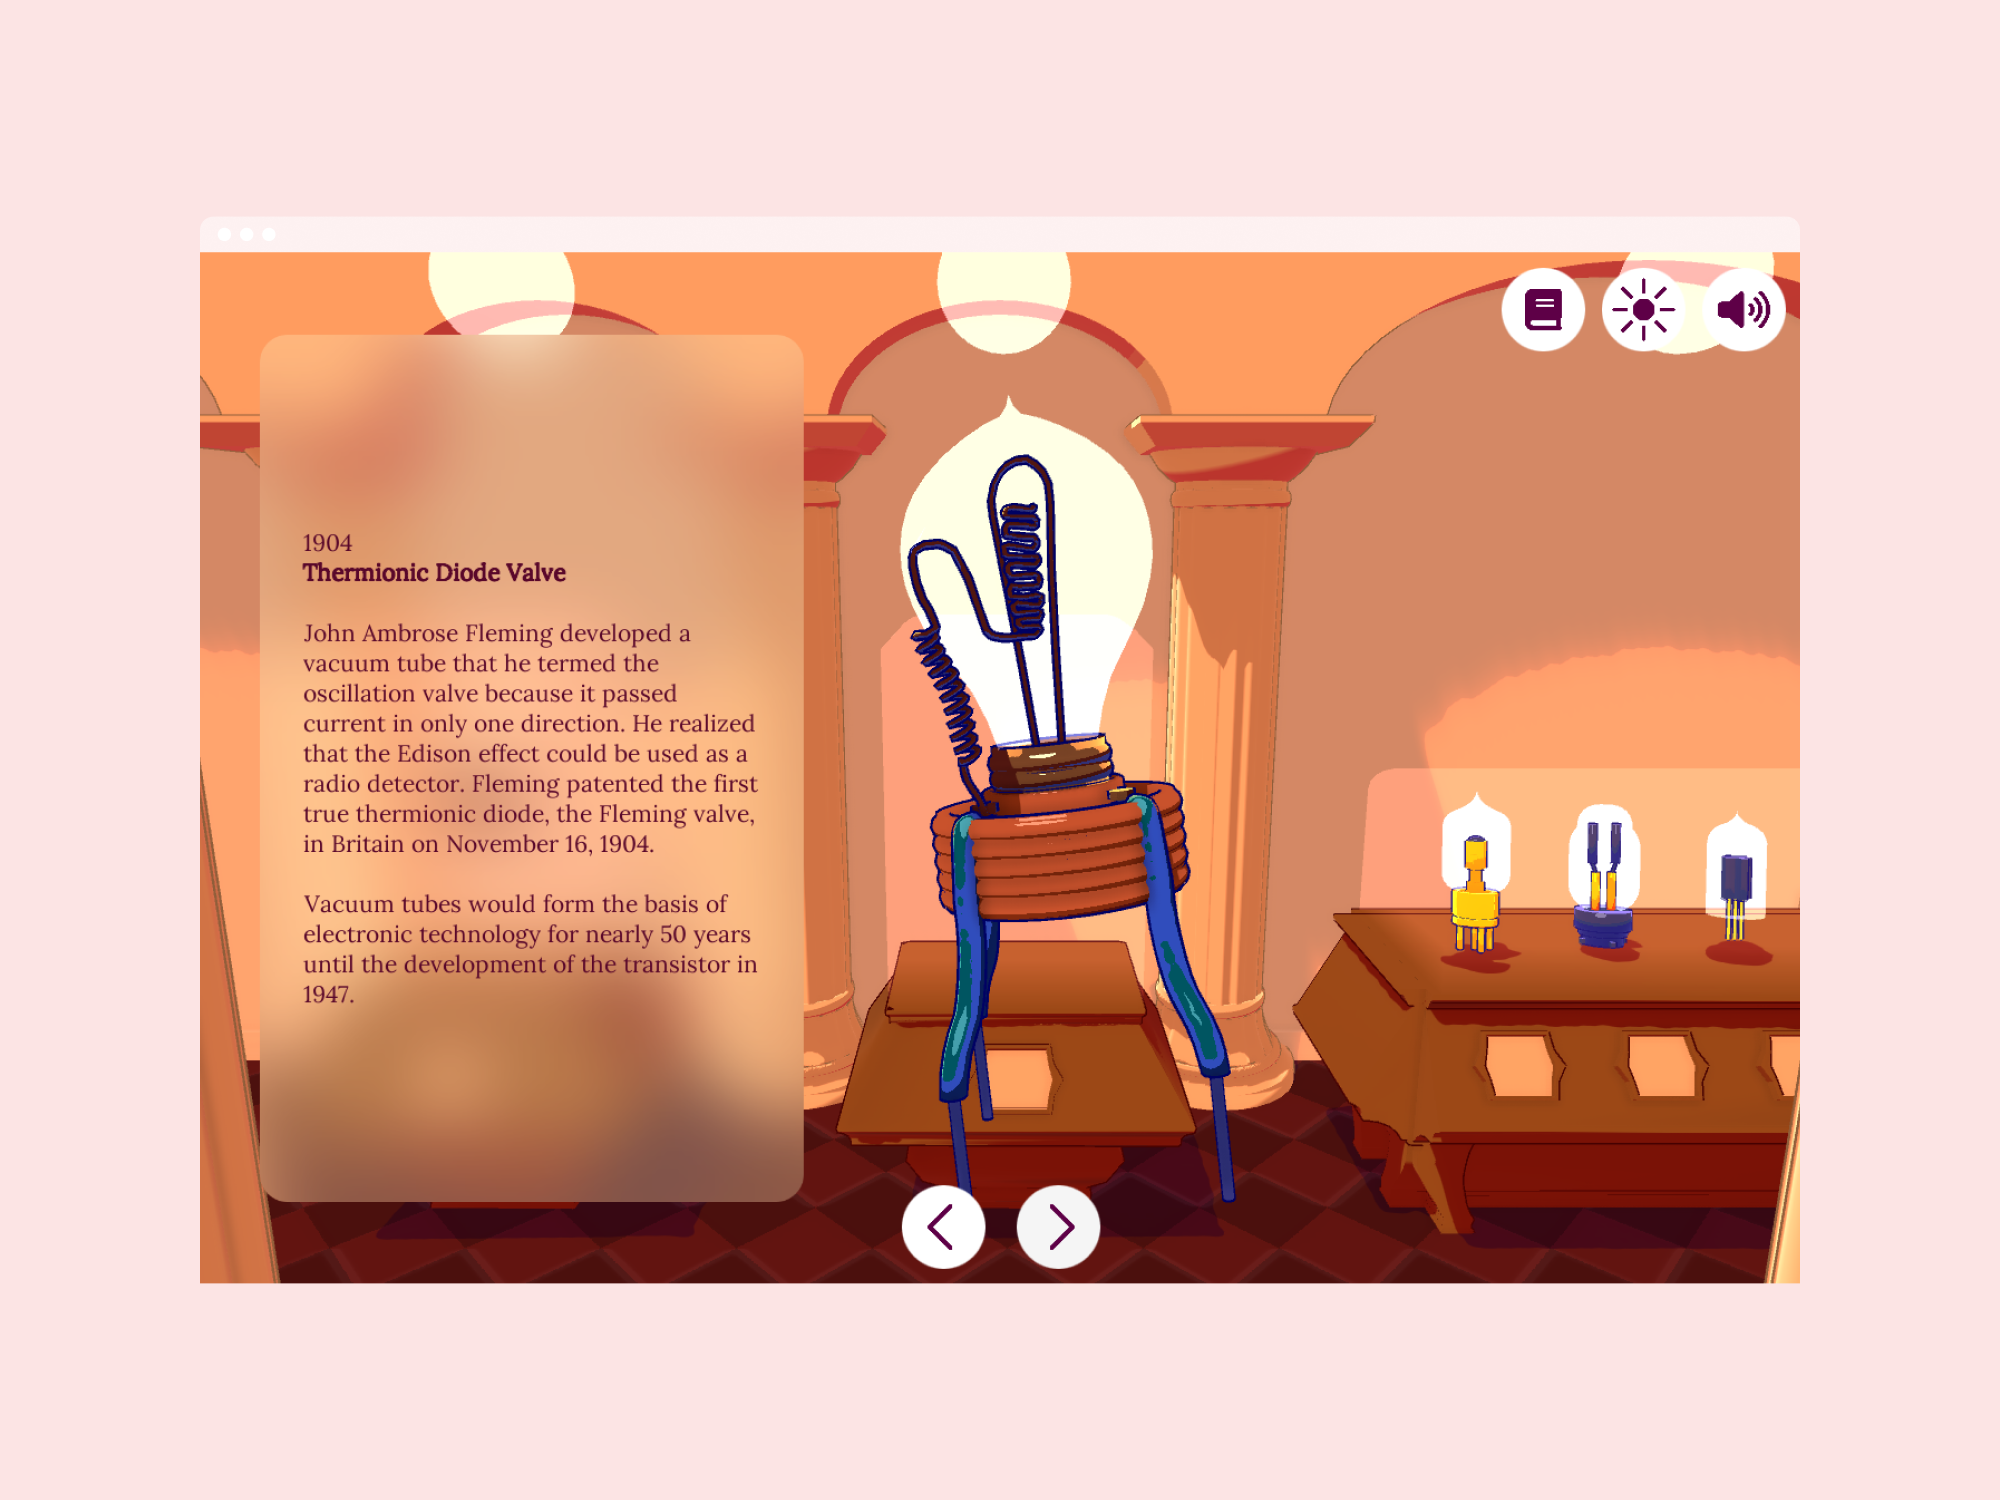 1904
Thermionic Diode Valve
John Ambrose Fleming developed a
vacuum tube that he termed the
oscillation valve because it passed
current in only one direction. He realized
that the Edison effect could be used as a
radio detector. Fleming patented the first
true thermionic diode, the Fleming valve,
in Britain on November 16, 1904.
Vacuum tubes would form the basis of
electronic technology for nearly 50 years
until the development of the transistor in
1947.